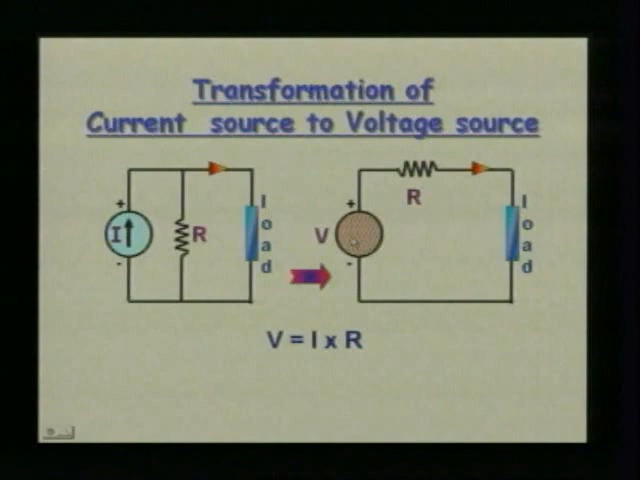 Transformation of
Current source to Voltage source
+
I
-
R
Load
V
+
-
R
Load
V = I x R